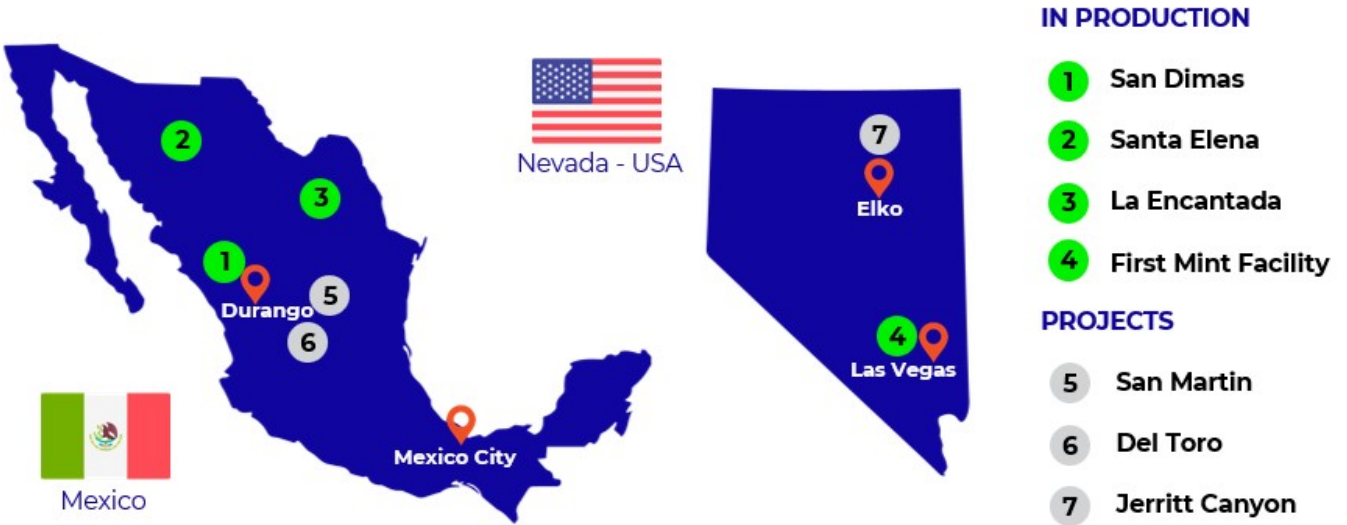 2
3
1
Durango
5
6
Mexico City
Mexico
Nevada - USA
7
Elko
4
Las Vegas
IN PRODUCTION
1 San Dimas
2 Santa Elena
3 La Encantada
4 First Mint Facility
PROJECTS
5 San Martin
6 Del Toro
7 Jerritt Canyon